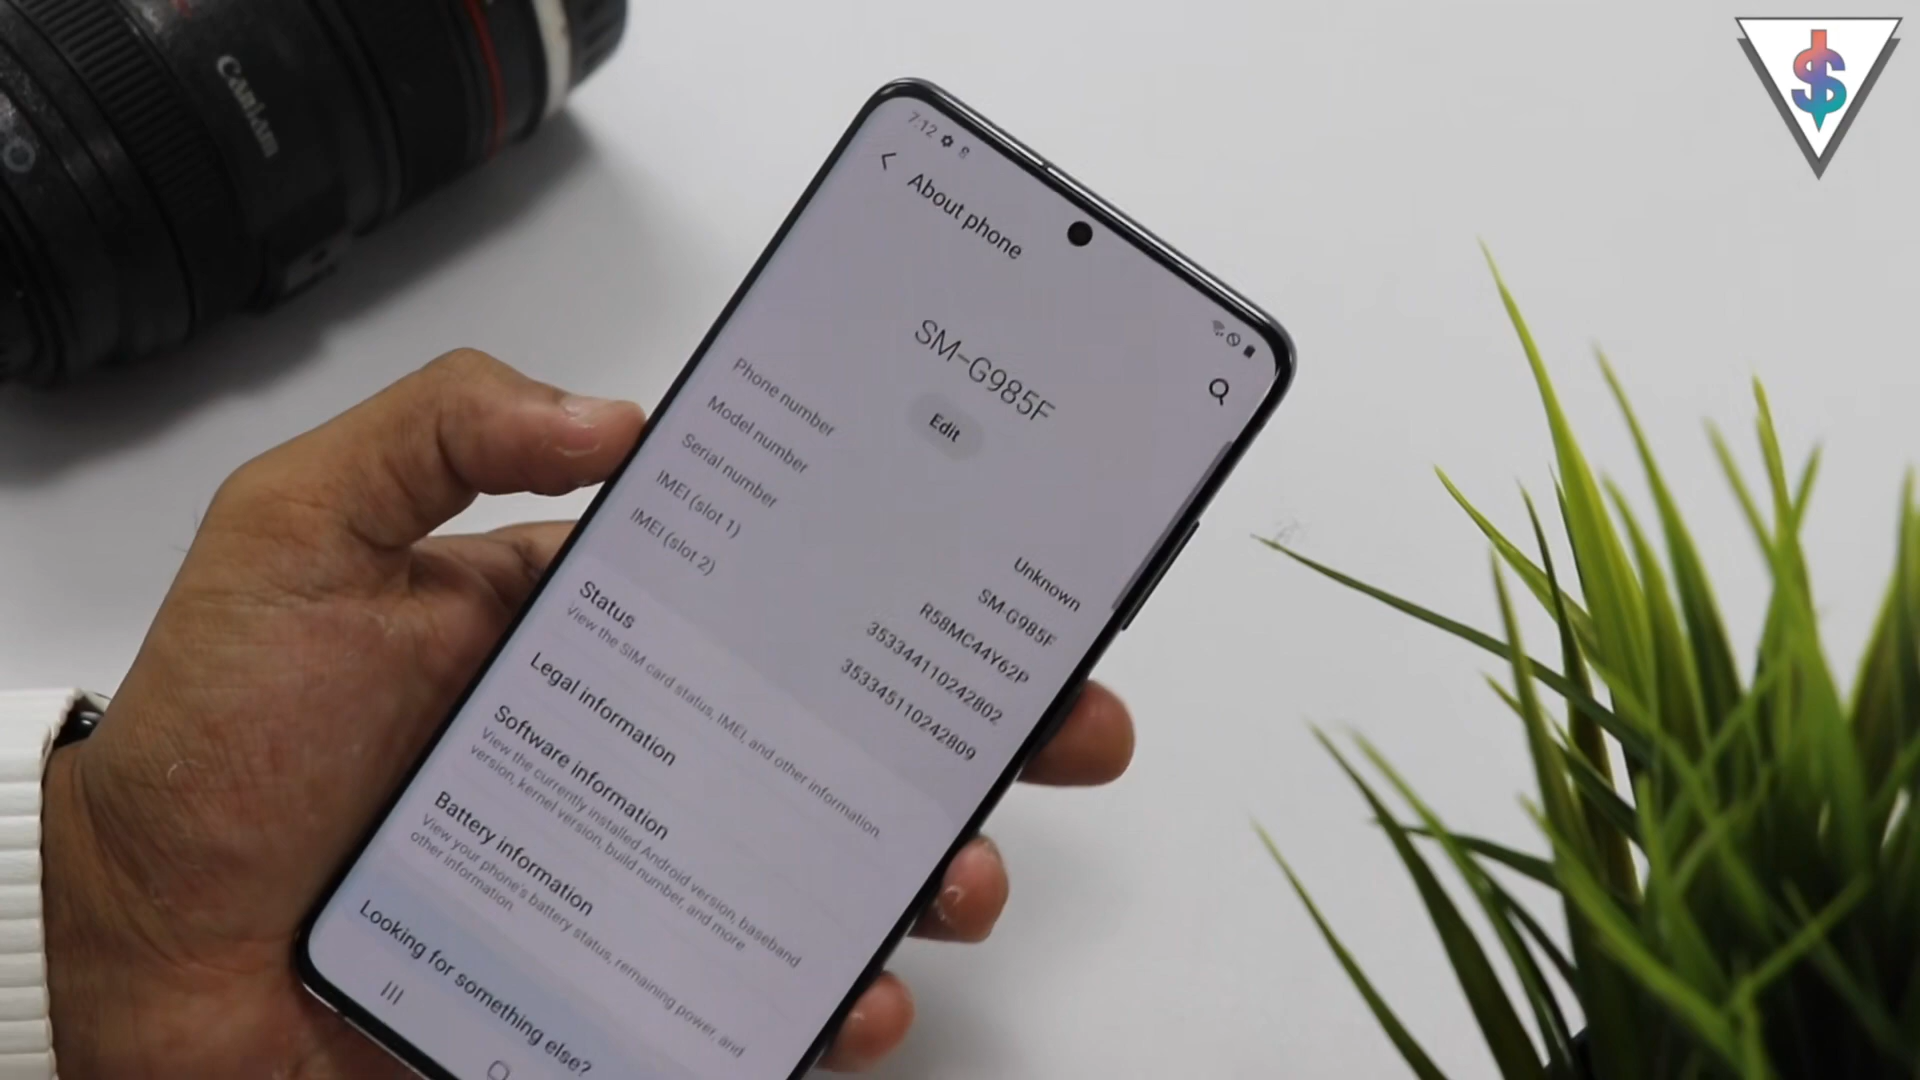 Canon
7:12
About phone
SM-G985F
Edit
Phone number Unknown
Model number SM-G985F
Serial number R58MC44Y62P
IMEI (slot 1) 353344110242802
IMEI (slot 2) 353345110242809
Status
View the SIM card status, IMEI, and other information.
Legal information
Software information
View the currently installed Android version, baseband
version, kernel version, build number, and more
Battery information
View your phone's battery status, remaining power, and
other information
Looking for something else?
$